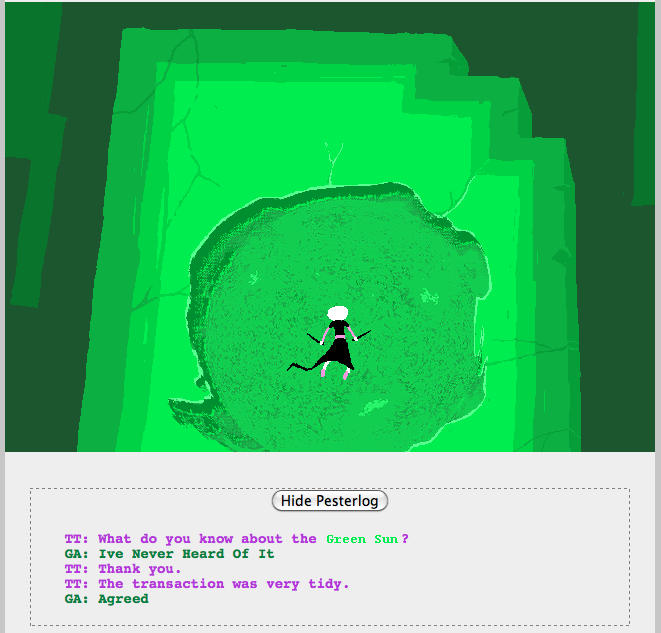 Hide Pesterlog
TT: What do you know about the Green Sun?
GA: Ive Never Heard Of It
TT: Thank you.
TT: The transaction was very tidy.
GA: Agreed